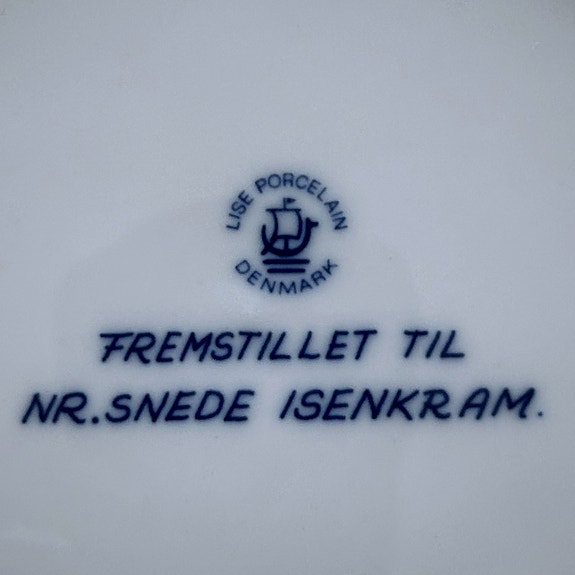 LISE PORCELAIN
DENMARK
FREMSTILLET TIL
NR. SNEDE ISENKRAM.